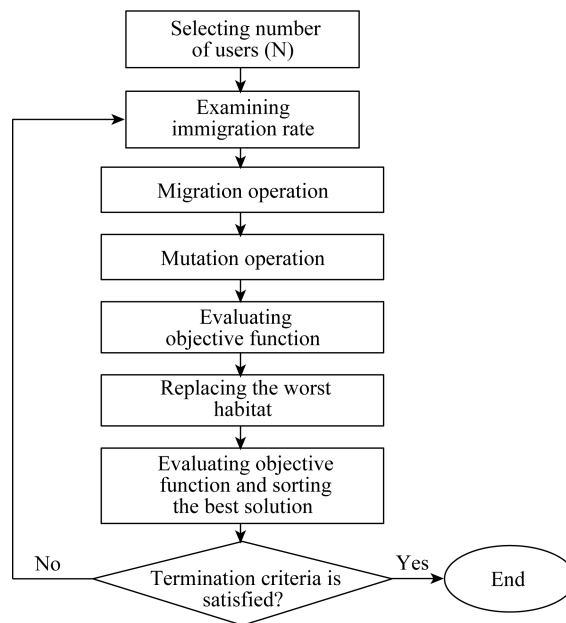 Selecting number
of users (N)
Examining
immigration rate
Migration operation
Mutation operation
Evaluating
objective function
Replacing the worst
habitat
Evaluating objective
function and sorting
the best solution
No
Termination criteria is
satisfied?
Yes
End